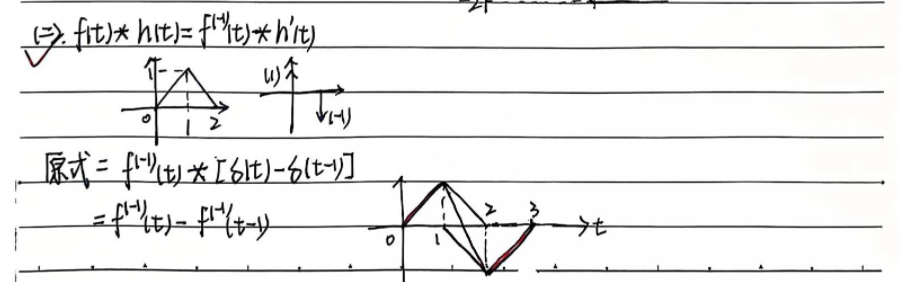 (二). f(t)*h(t)=f⁽⁻¹⁾(t)*h'(t)
1 0 1 2 (1) (-1)
原式= f⁽⁻¹⁾(t)*[δ(t)-δ(t-1)]
=f⁽⁻¹⁾(t)-f⁽⁻¹⁾(t-1)
0 1 2 3 t